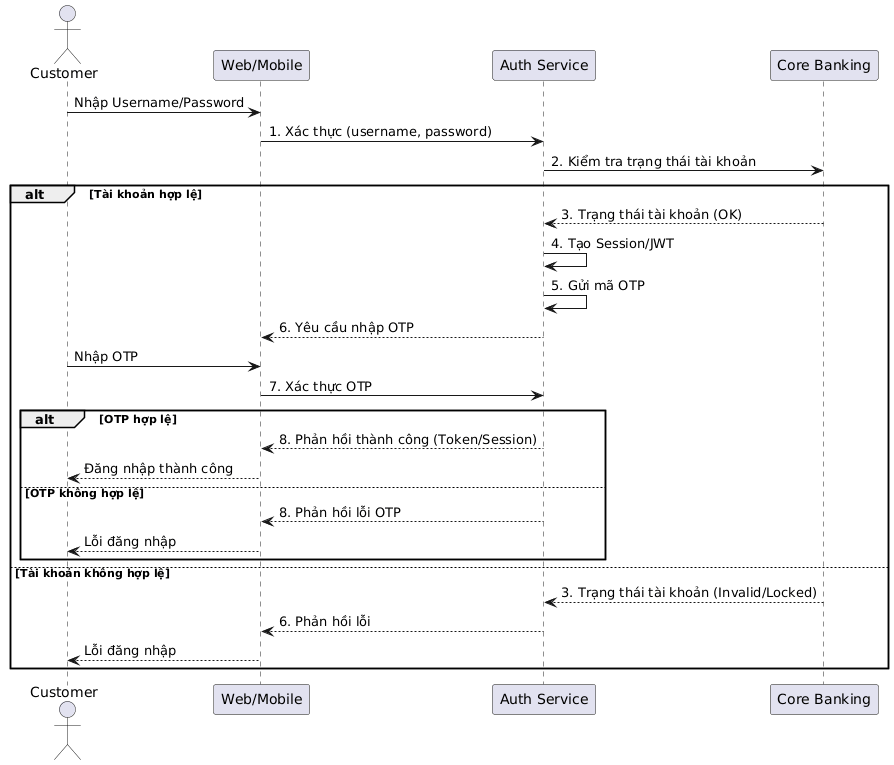 Customer
Web/Mobile
Auth Service
Core Banking
Nhập Username/Password
1. Xác thực (username, password)
2. Kiểm tra trạng thái tài khoản
alt
[Tài khoản hợp lệ]
3. Trạng thái tài khoản (OK)
4. Tạo Session/JWT
5. Gửi mã OTP
6. Yêu cầu nhập OTP
Nhập OTP
7. Xác thực OTP
alt
[OTP hợp lệ]
8. Phản hồi thành công (Token/Session)
Đăng nhập thành công
[OTP không hợp lệ]
8. Phản hồi lỗi OTP
Lỗi đăng nhập
[Tài khoản không hợp lệ]
3. Trạng thái tài khoản (Invalid/Locked)
6. Phản hồi lỗi
Lỗi đăng nhập
Customer
Web/Mobile
Auth Service
Core Banking